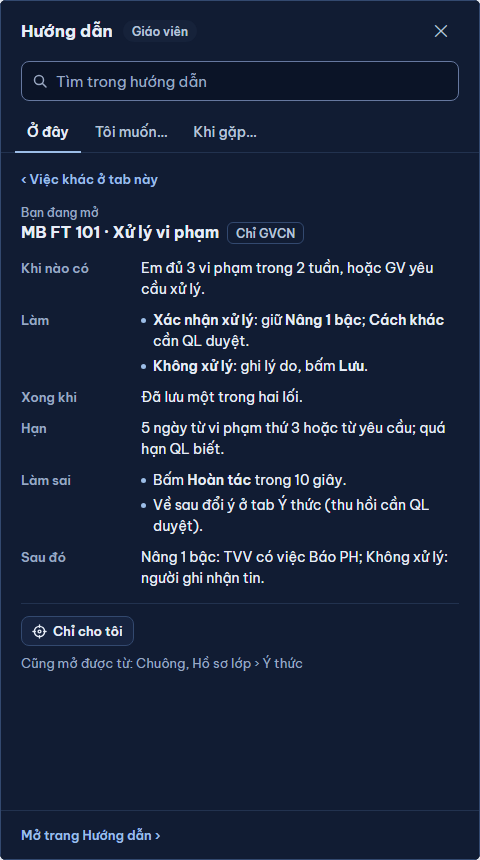 Hướng dẫn Giáo viên
Tìm trong hướng dẫn
Ở đây Tôi muốn... Khi gặp...
‹ Việc khác ở tab này
Bạn đang mở
MB FT 101 · Xử lý vi phạm Chỉ GVCN
Khi nào có Em đủ 3 vi phạm trong 2 tuần, hoặc GV yêu
cầu xử lý.
Làm • Xác nhận xử lý: giữ Nâng 1 bậc; Cách khác
cần QL duyệt.
• Không xử lý: ghi lý do, bấm Lưu.
Xong khi Đã lưu một trong hai lối.
Hạn 5 ngày từ vi phạm thứ 3 hoặc từ yêu cầu; quá
hạn QL biết.
Làm sai • Bấm Hoàn tác trong 10 giây.
• Về sau đổi ý ở tab Ý thức (thu hồi cần QL
duyệt).
Sau đó Nâng 1 bậc: TVV có việc Báo PH; Không xử lý:
người ghi nhận tin.
Chỉ cho tôi
Cũng mở được từ: Chuông, Hồ sơ lớp › Ý thức
Mở trang Hướng dẫn ›